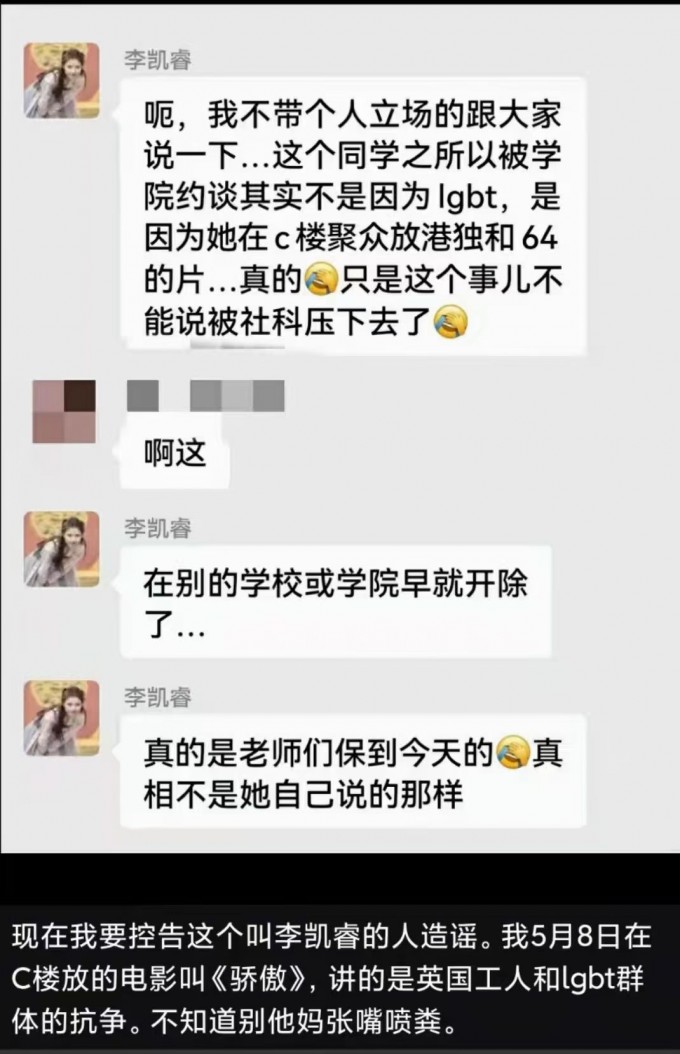 李凯睿
呃，我不带个人立场的跟大家
说一下...这个同学之所以被学
院约谈其实不是因为 lgbt，是
因为她在 c 楼聚众放港独和 64
的片...真的🤣只是这个事儿不
能说被社科压下去了🤣
啊这
李凯睿
在别的学校或学院早就开除
了...
李凯睿
真的是老师们保到今天的🤣真
相不是她自己说的那样
现在我要控告这个叫李凯睿的人造谣。我5月8日在
C楼放的电影叫《骄傲》, 讲的是英国工人和lgbt群
体的抗争。不知道别他妈张嘴喷粪。